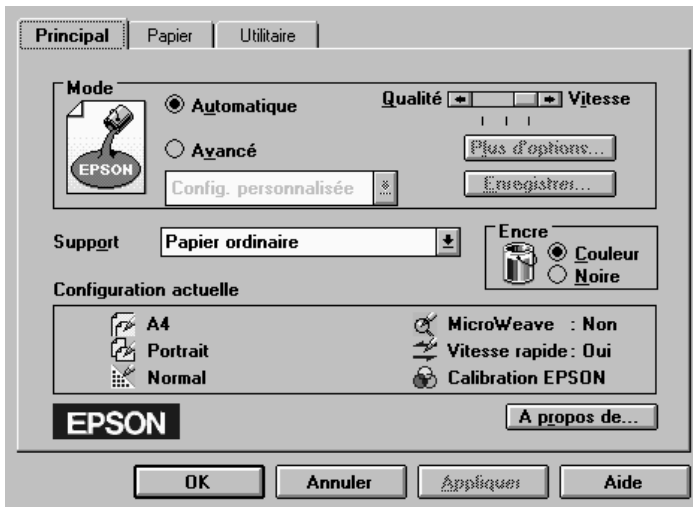 Principal Papier Utilitaire
Mode
EPSON
Automatique
Avancé
Config. personnalisée
Qualité Vitesse
Plus d'options...
Enregistrer...
Support Papier ordinaire
Encre
Couleur
Noire
Configuration actuelle
A4
Portrait
Normal
MicroWeave : Non
Vitesse rapide : Oui
Calibration EPSON
EPSON
A propos de...
OK Annuler Appliquer Aide